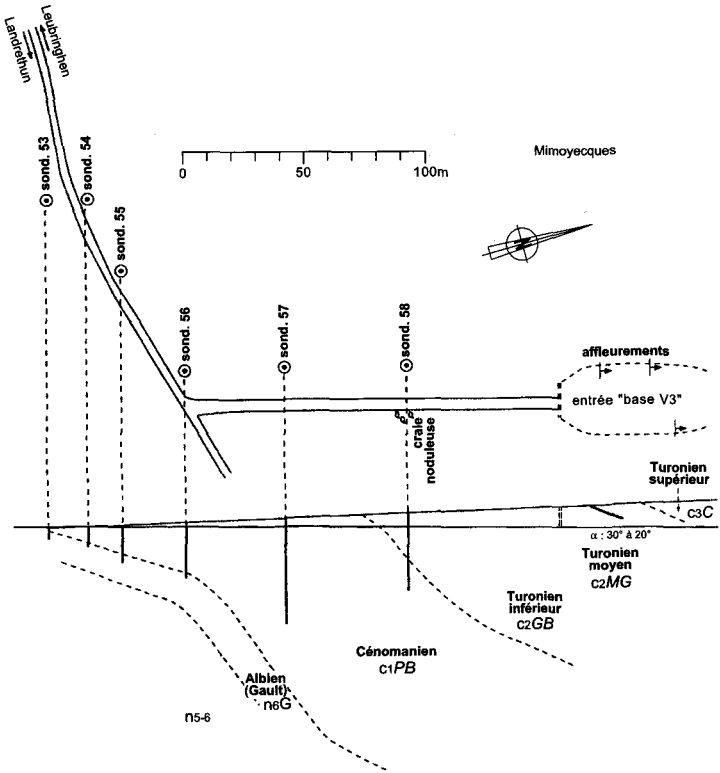 Leubringhen
Landrethun
sond. 53
sond. 54
sond. 55
0 50 100m
Mimoyecques
sond. 56
sond. 57
sond. 58
affleurements
entrée "base V3"
craie
noduleuse
Turonien
supérieur
c3C
α : 30° à 20°
Turonien
moyen
c2MG
Turonien
inférieur
c2GB
Cénomanien
c1PB
Albien
(Gault)
n6G
n5-6